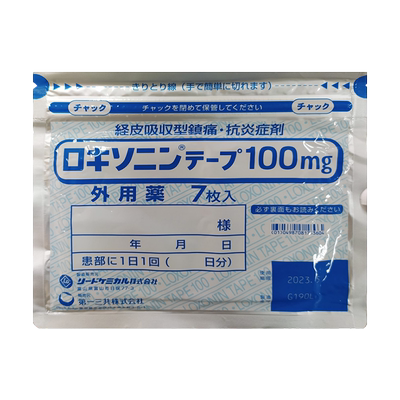 きりとり線(手で簡単に切れます)
チャック チャックを閉めて保管してください チャック
経皮吸収型鎮痛・抗炎症剤
ロキソニン®テープ100mg
外用薬 7枚入
必ず裏面もお読みください
様
年 月 日
患部に1日1回( 日分)
リードケミカル株式会社
第一三共株式会社
2023.